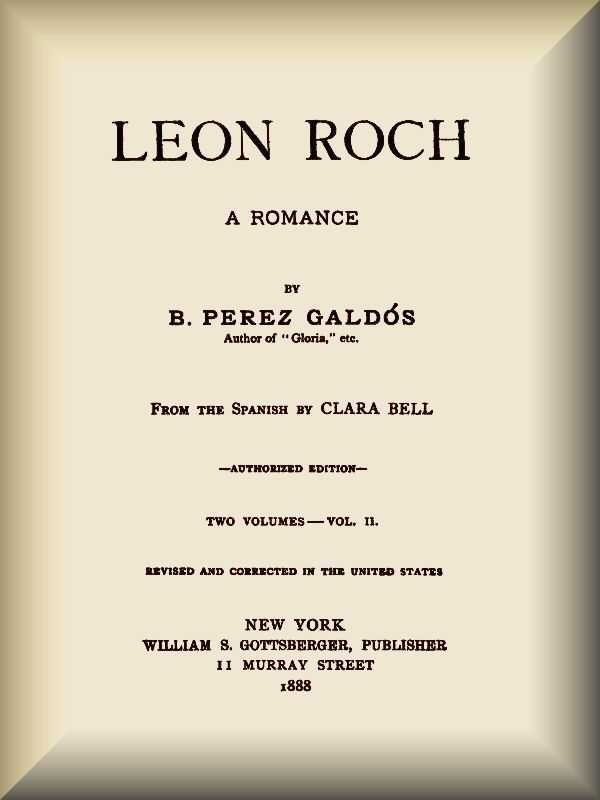 LEON ROCH
A ROMANCE
BY
B. PEREZ GALDÓS
Author of "Gloria," etc.
FROM THE SPANISH BY CLARA BELL
—AUTHORIZED EDITION—
TWO VOLUMES—VOL. II.
REVISED AND CORRECTED IN THE UNITED STATES
NEW YORK
WILLIAM S. GOTTSBERGER, PUBLISHER
11 MURRAY STREET
1888